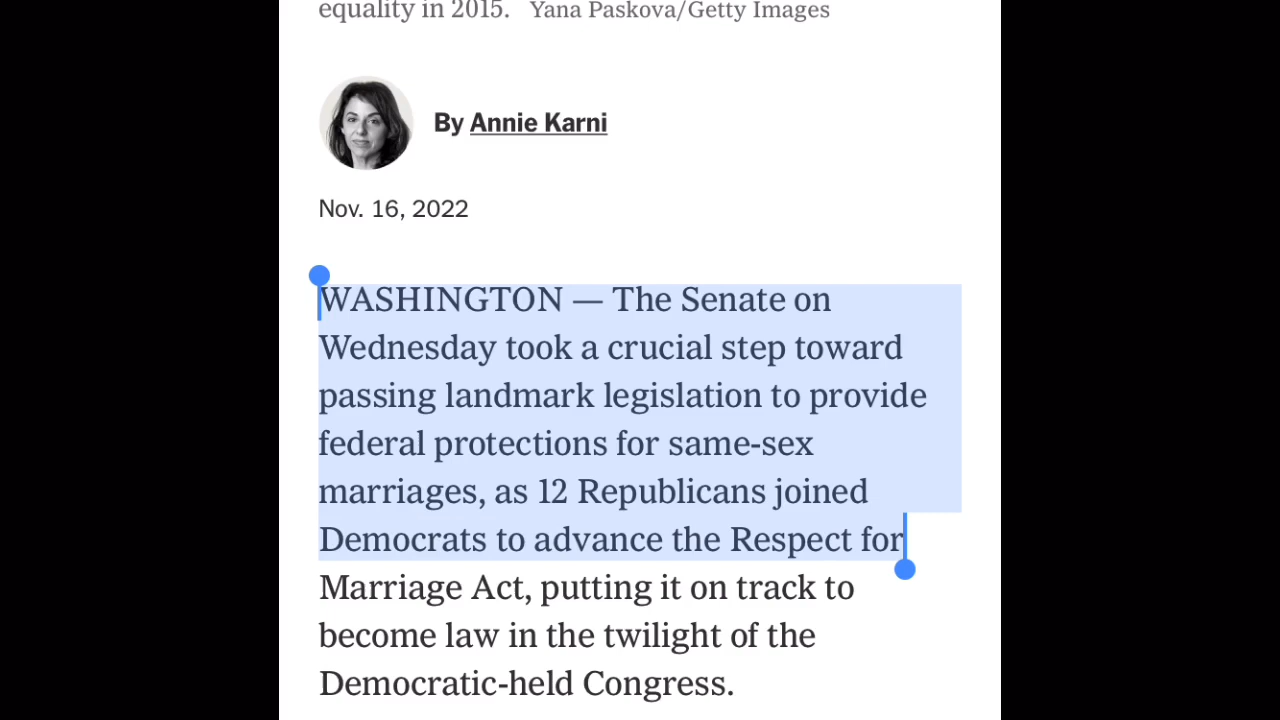 equality in 2015. Yana Paskova/Getty Images
By Annie Karni
Nov. 16, 2022
WASHINGTON — The Senate on
Wednesday took a crucial step toward
passing landmark legislation to provide
federal protections for same-sex
marriages, as 12 Republicans joined
Democrats to advance the Respect for
Marriage Act, putting it on track to
become law in the twilight of the
Democratic-held Congress.